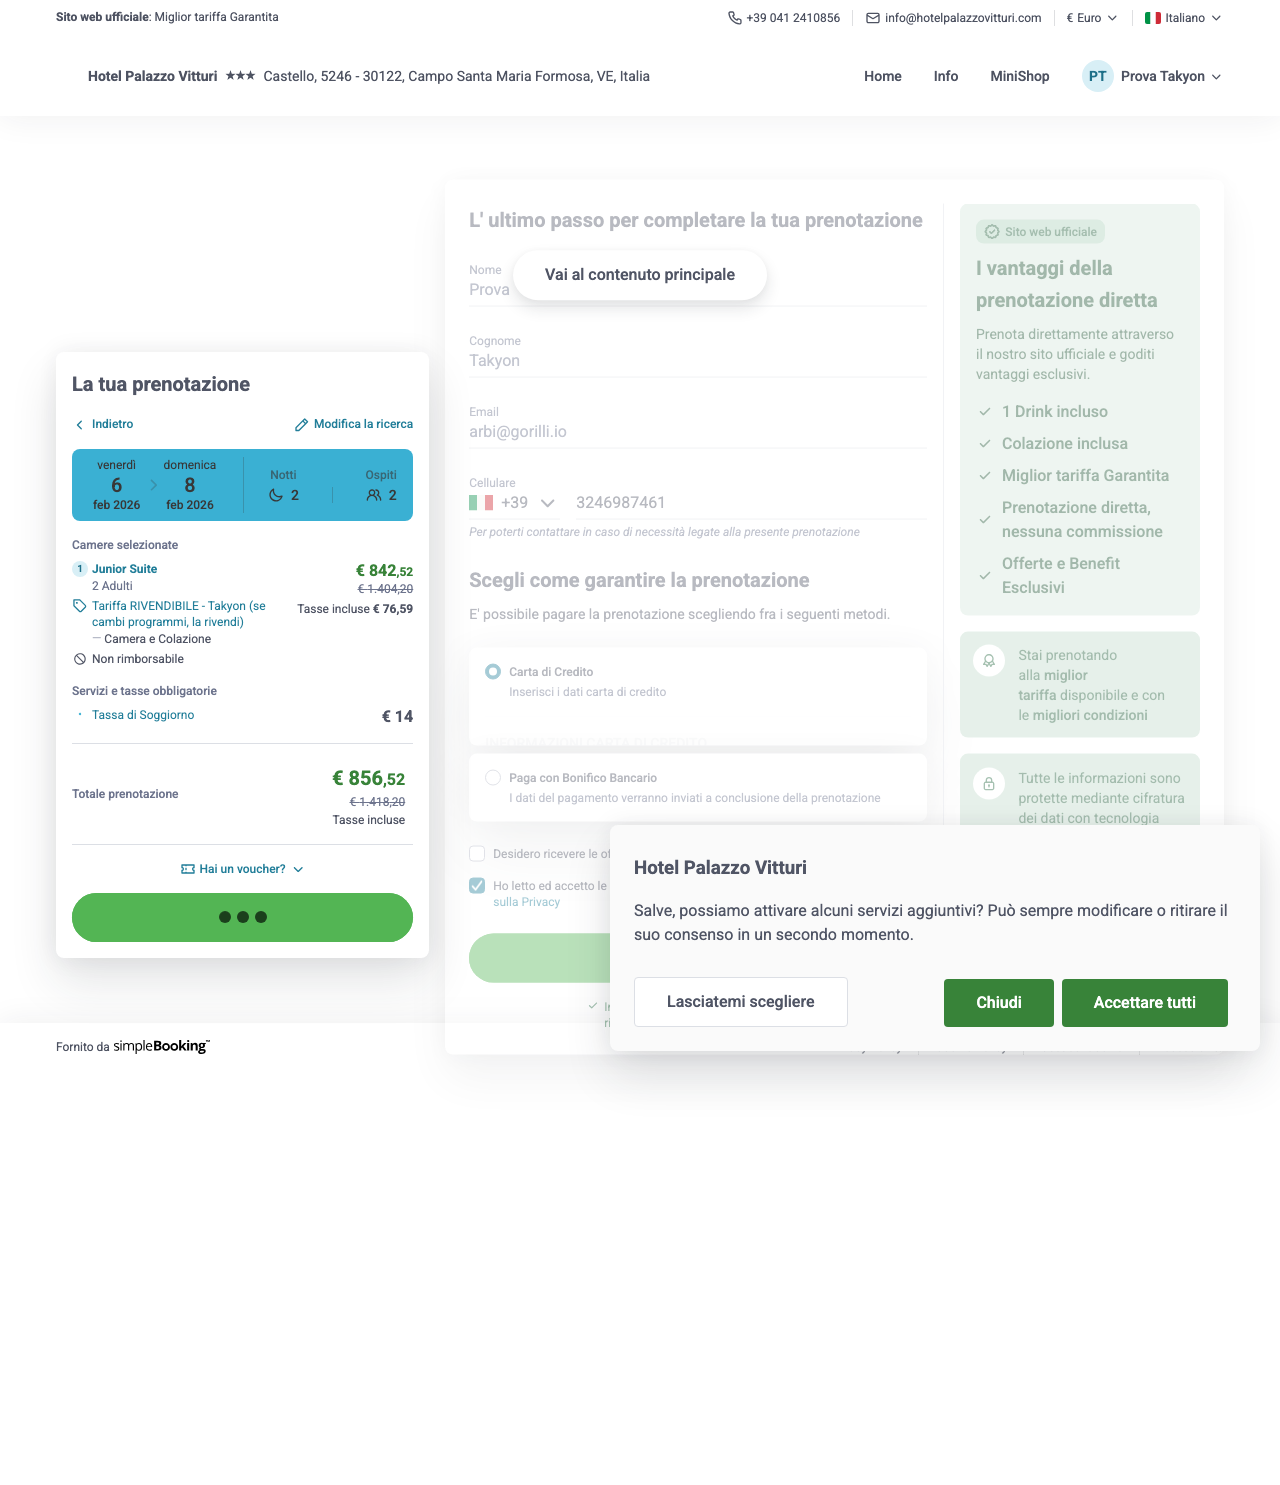 Sito web ufficiale: Miglior tariffa Garantita
+39 041 2410856
info@hotelpalazzovitturi.com
€ Euro
Italiano
Hotel Palazzo Vitturi ★★★ Castello, 5246 - 30122, Campo Santa Maria Formosa, VE, Italia
Home
Info
MiniShop
PT
Prova Takyon
La tua prenotazione
Indietro
Modifica la ricerca
venerdì
6
feb 2026
domenica
8
feb 2026
Notti
2
Ospiti
2
Camere selezionate
1 Junior Suite
€ 842,52
2 Adulti
€ 1.404,20
Tariffa RIVENDIBILE - Takyon (se
cambi programmi, la rivendi)
Tasse incluse € 76,59
Camera e Colazione
Non rimborsabile
Servizi e tasse obbligatorie
Tassa di Soggiorno
€ 14
Totale prenotazione
€ 856,52
€ 1.418,20
Tasse incluse
Hai un voucher?
L' ultimo passo per completare la tua prenotazione
Vai al contenuto principale
Nome
Prova
Cognome
Takyon
Email
arbi@gorilli.io
Cellulare
+39
3246987461
Per poterti contattare in caso di necessità legate alla presente prenotazione
Scegli come garantire la prenotazione
E' possibile pagare la prenotazione scegliendo fra i seguenti metodi.
Carta di Credito
Inserisci i dati carta di credito
INFORMAZIONI CARTA DI CREDITO
Paga con Bonifico Bancario
I dati del pagamento verranno inviati a conclusione della prenotazione
Desidero ricevere le of
Ho letto ed accetto le
sulla Privacy
Sito web ufficiale
I vantaggi della
prenotazione diretta
Prenota direttamente attraverso
il nostro sito ufficiale e goditi
vantaggi esclusivi.
1 Drink incluso
Colazione inclusa
Miglior tariffa Garantita
Prenotazione diretta,
nessuna commissione
Offerte e Benefit
Esclusivi
Stai prenotando
alla miglior
tariffa disponibile e con
le migliori condizioni
Tutte le informazioni sono
protette mediante cifratura
dei dati con tecnologia
Hotel Palazzo Vitturi
Salve, possiamo attivare alcuni servizi aggiuntivi? Può sempre modificare o ritirare il
suo consenso in un secondo momento.
Lasciatemi scegliere
Chiudi
Accettare tutti
Fornito da simpleBooking™